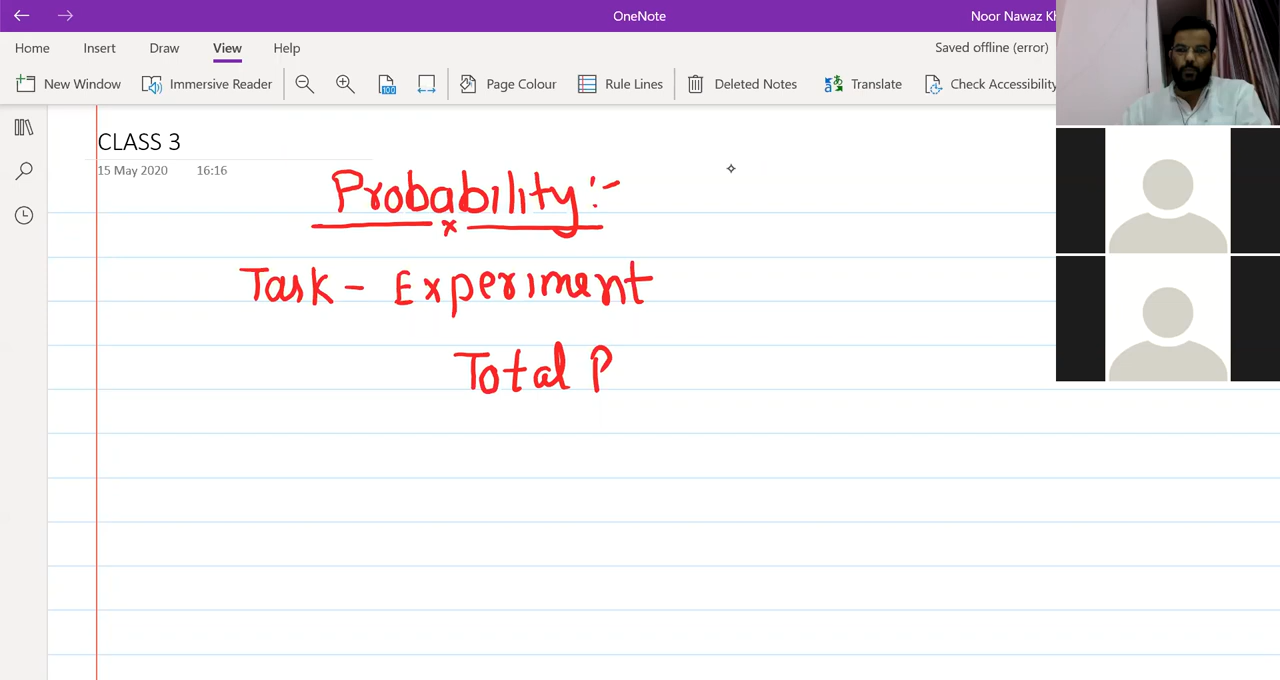 OneNote
Noor Nawaz Kh
Home Insert Draw View Help
Saved offline (error)
New Window Immersive Reader 100 Page Colour Rule Lines Deleted Notes Translate Check Accessibility
CLASS 3
15 May 2020 16:16
Probability:-
x
Task - Experiment
Total P